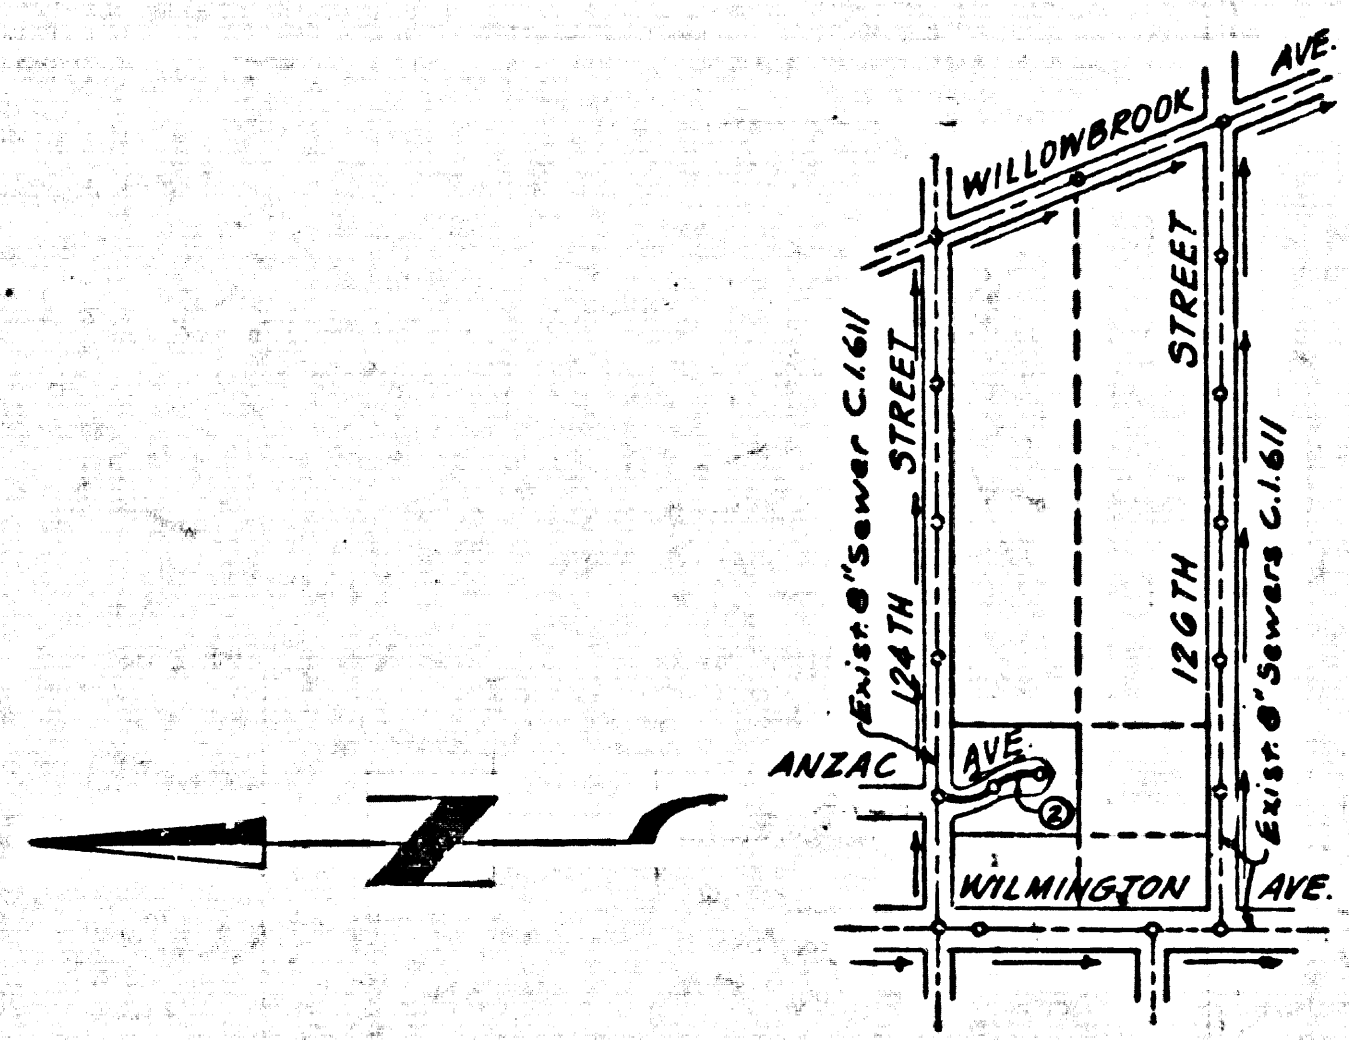 WILLOWBROOK AVE.
Exist. 8" Sewer C.I. 611
124TH STREET
126TH STREET
Exist. 8" Sewers C.I. 611
ANZAC AVE
2
WILMINGTON AVE.
N